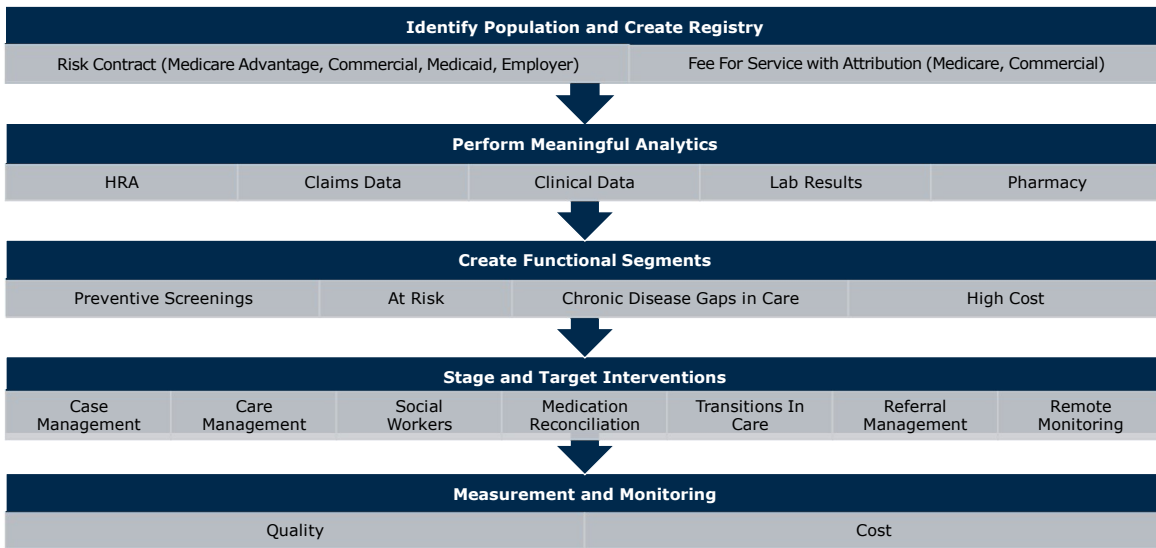 Identify Population and Create Registry
Risk Contract (Medicare Advantage, Commercial, Medicaid, Employer)
Fee For Service with Attribution (Medicare, Commercial)
Perform Meaningful Analytics
HRA
Claims Data
Clinical Data
Lab Results
Pharmacy
Create Functional Segments
Preventive Screenings
At Risk
Chronic Disease Gaps in Care
High Cost
Stage and Target Interventions
Case
Management
Care
Management
Social
Workers
Medication
Reconciliation
Transitions In
Care
Referral
Management
Remote
Monitoring
Measurement and Monitoring
Quality
Cost